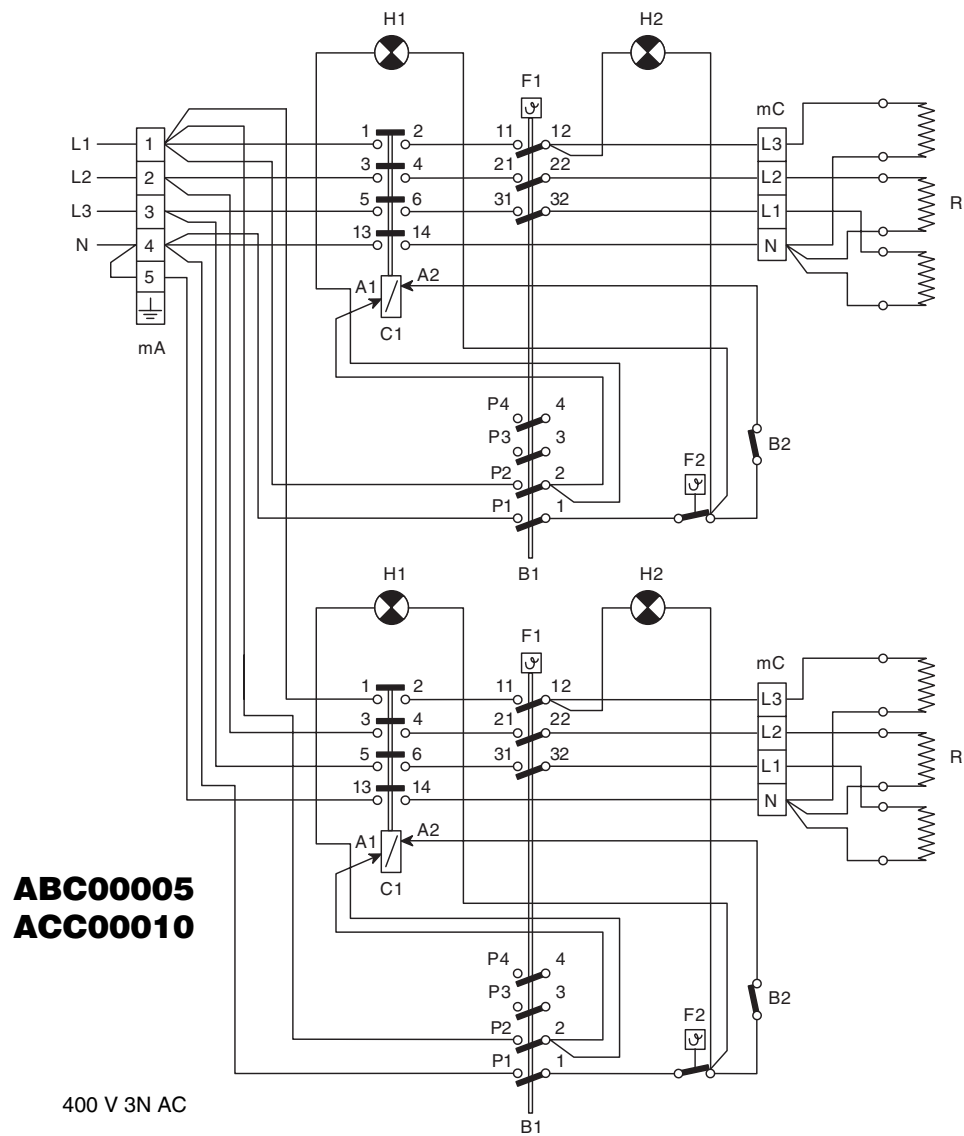 H1 H2
F1
ϑ
mC
L1 1 1 2 11 12 L3
L2 2 3 4 21 22 L2 R
L3 3 5 6 31 32 L1
N 4 13 14 N
5 A1 A2
mA C1
P4 4
P3 3 B2
P2 2 F2
ϑ
P1 1
B1
H1 H2
F1
ϑ
mC
1 2 11 12 L3
3 4 21 22 L2 R
5 6 31 32 L1
13 14 N
A1 A2
C1
ABC00005
ACC00010
P4 4
P3 3 B2
P2 2 F2
ϑ
P1 1
400 V 3N AC
B1